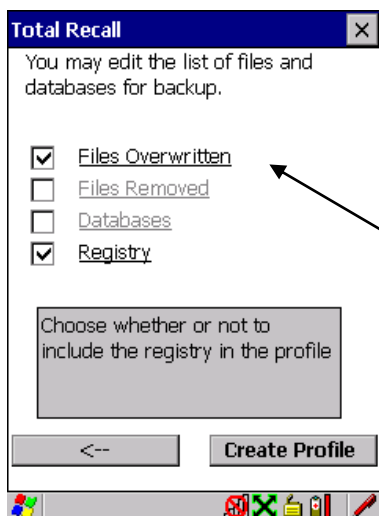 Total Recall
You may edit the list of files and
databases for backup.
Files Overwritten
Files Removed
Databases
Registry
Choose whether or not to
include the registry in the profile
<--
Create Profile